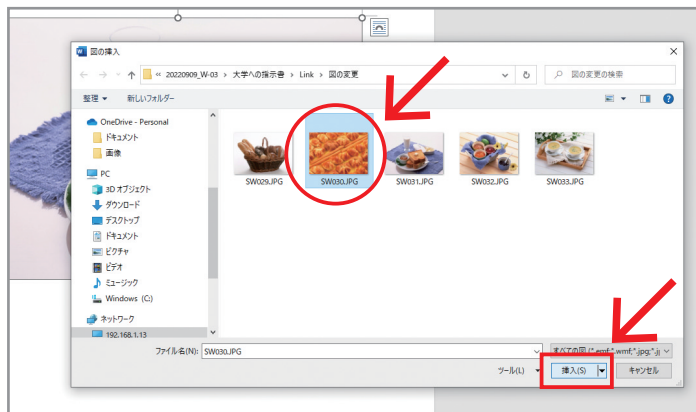 図の挿入
« 20220909_W-03 › 大学への指示書 › Link › 図の変更
図の変更の検索
整理 新しいフォルダー
OneDrive - Personal
ドキュメント
画像
PC
3D オブジェクト
ダウンロード
デスクトップ
ドキュメント
ピクチャ
ビデオ
ミュージック
Windows (C:)
ネットワーク
192.168.1.13
SW029.JPG SW030.JPG SW031.JPG SW032.JPG SW033.JPG
ファイル名(N): SW030.JPG
すべての図 (*.emf;*.wmf;*.jpg;*.jj
ツール(L) 挿入(S) キャンセル